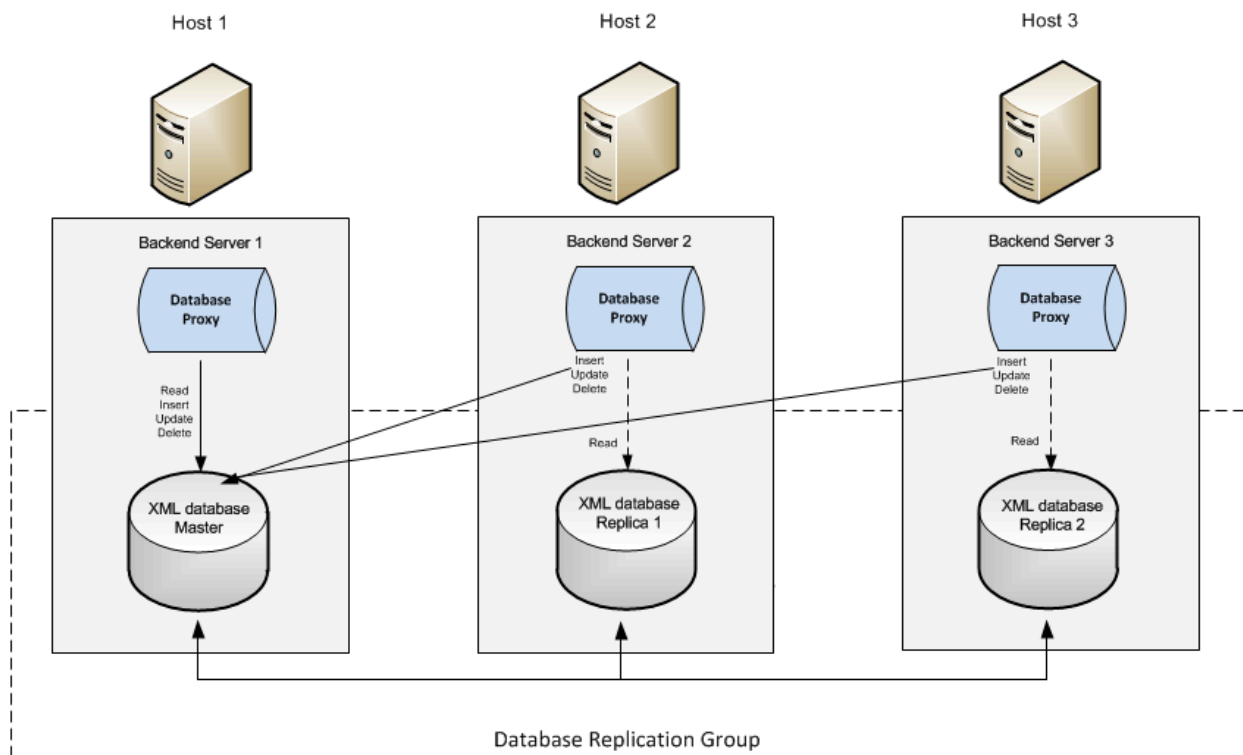 Host 1
Host 2
Host 3
Backend Server 1
Backend Server 2
Backend Server 3
Database
Proxy
Database
Proxy
Database
Proxy
Read
Insert
Update
Delete
Insert
Update
Delete
Insert
Update
Delete
Read
Read
XML database
Master
XML database
Replica 1
XML database
Replica 2
Database Replication Group